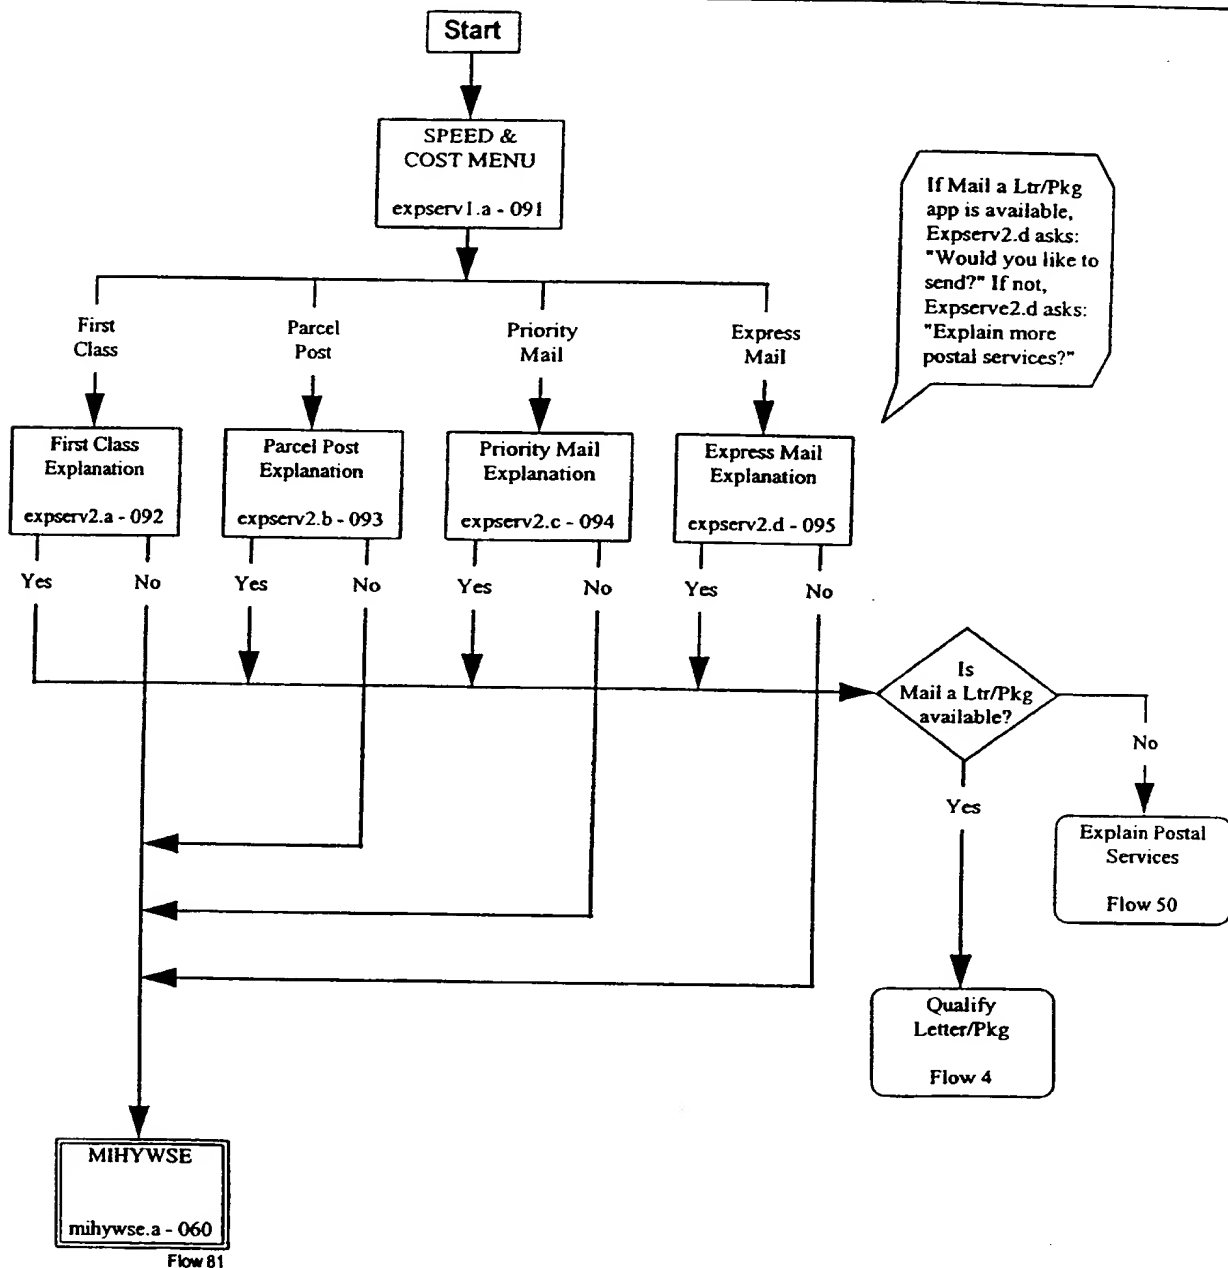 Start
SPEED &
COST MENU
expserv1.a - 091
If Mail a Ltr/Pkg
app is available,
Expserv2.d asks:
"Would you like to
send?" If not,
Expserve2.d asks:
"Explain more
postal services?"
First
Class
Parcel
Post
Priority
Mail
Express
Mail
First Class
Explanation
expserv2.a - 092
Parcel Post
Explanation
expserv2.b - 093
Priority Mail
Explanation
expserv2.c - 094
Express Mail
Explanation
expserv2.d - 095
Yes
No
Yes
No
Yes
No
Yes
No
Is
Mail a Ltr/Pkg
available?
No
Yes
Explain Postal
Services
Flow 50
Qualify
Letter/Pkg
Flow 4
MIHYWSE
mihywse.a - 060
Flow 81